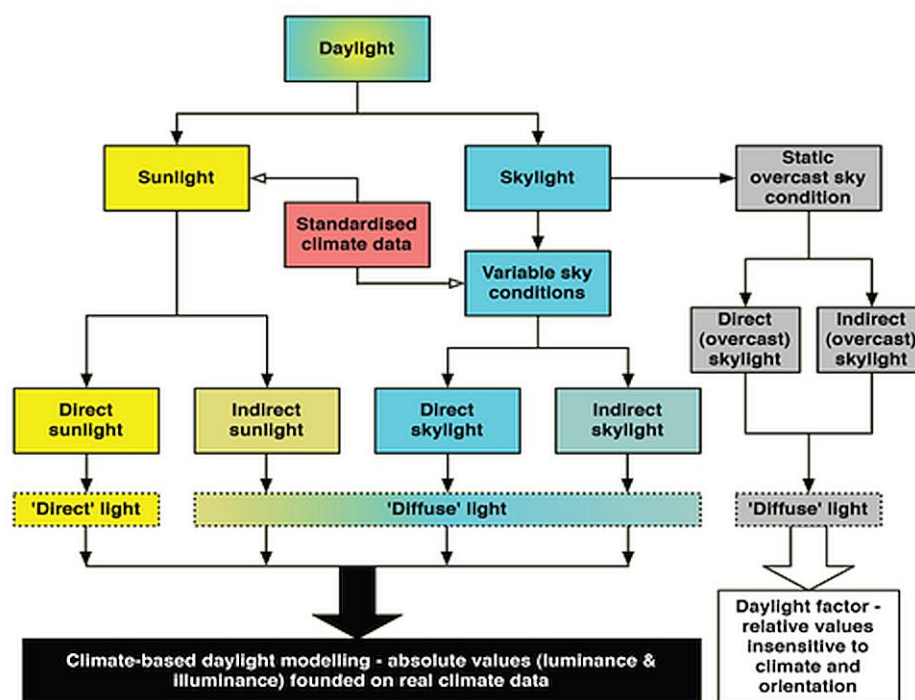 Daylight
Sunlight
Skylight
Static
overcast sky
condition
Standardised
climate data
Variable sky
conditions
Direct
(overcast)
skylight
Indirect
(overcast)
skylight
Direct
sunlight
Indirect
sunlight
Direct
skylight
Indirect
skylight
'Direct' light
'Diffuse' light
'Diffuse' light
Climate-based daylight modelling - absolute values (luminance &
illuminance) founded on real climate data
Daylight factor -
relative values
insensitive to
climate and
orientation